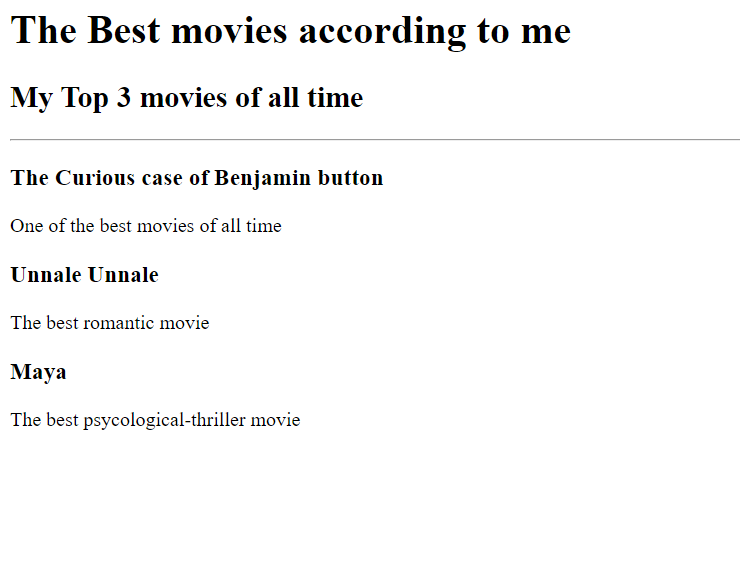 The Best movies according to me
My Top 3 movies of all time
The Curious case of Benjamin button
One of the best movies of all time
Unnale Unnale
The best romantic movie
Maya
The best psycological-thriller movie